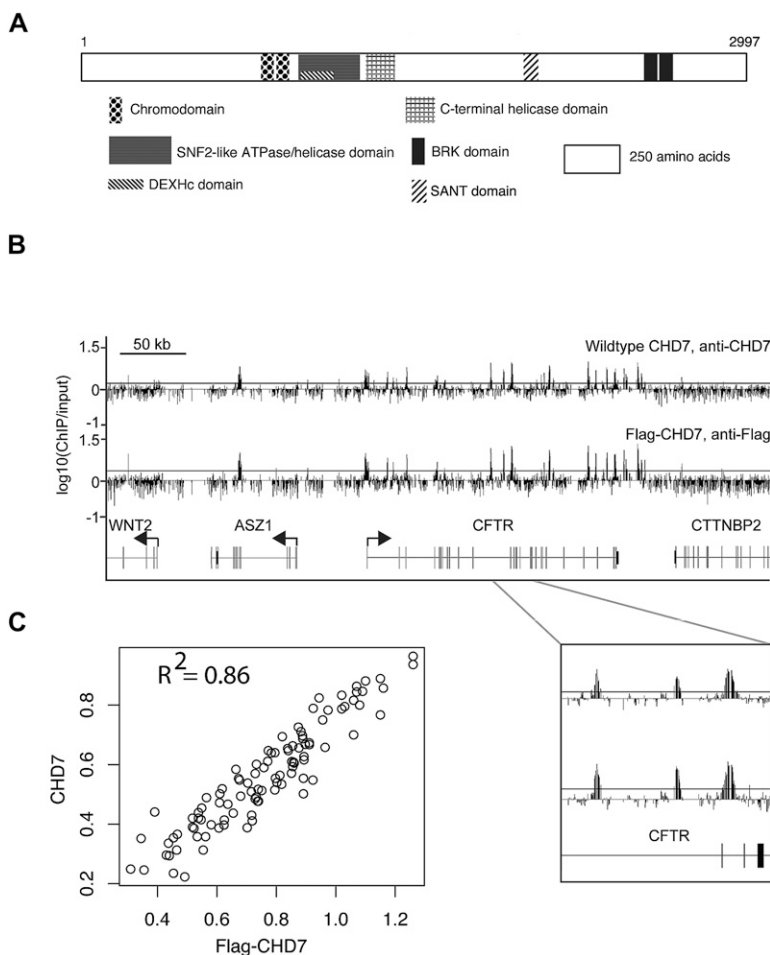 A
1 2997
Chromodomain
C-terminal helicase domain
SNF2-like ATPase/helicase domain
BRK domain
250 amino acids
DEXHc domain
SANT domain
B
50 kb
1.5
0
-1
Wildtype CHD7, anti-CHD7
1.5
0
-1
Flag-CHD7, anti-Flag
log10(ChIP/input)
WNT2 ASZ1 CFTR CTTNBP2
C
R2 = 0.86
CHD7
0.8
0.6
0.4
0.2
0.4 0.6 0.8 1.0 1.2
Flag-CHD7
CFTR